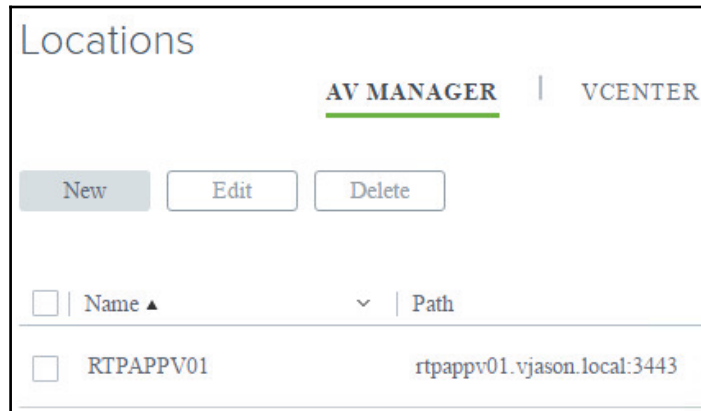 Locations
AV MANAGER | VCENTER
New Edit Delete
Name Path
RTPAPPV01 rtpappv01.vjason.local:3443